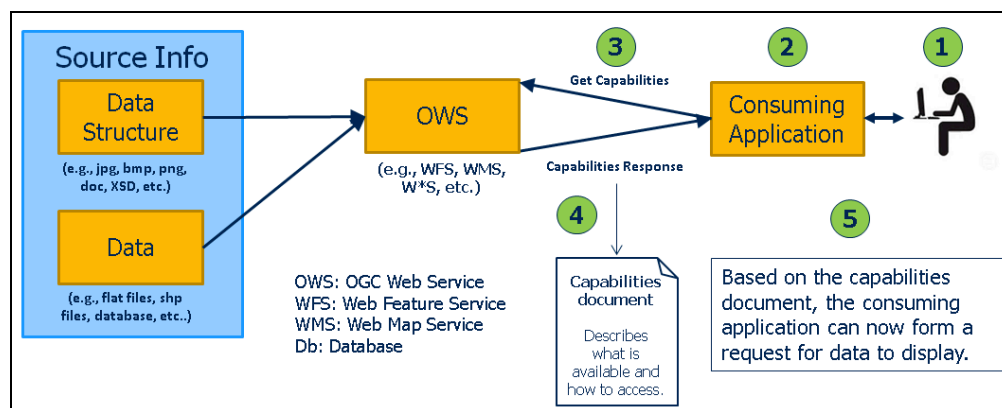 Source Info
Data
Structure
(e.g., jpg, bmp, png,
doc, XSD, etc.)
Data
(e.g., flat files, shp
files, database, etc..)
OWS
(e.g., WFS, WMS,
W*S, etc.)
3
Get Capabilities
Capabilities Response
2
Consuming
Application
1
4
Capabilities
document
Describes
what is
available and
how to access.
OWS: OGC Web Service
WFS: Web Feature Service
WMS: Web Map Service
Db: Database
5
Based on the capabilities
document, the consuming
application can now form a
request for data to display.